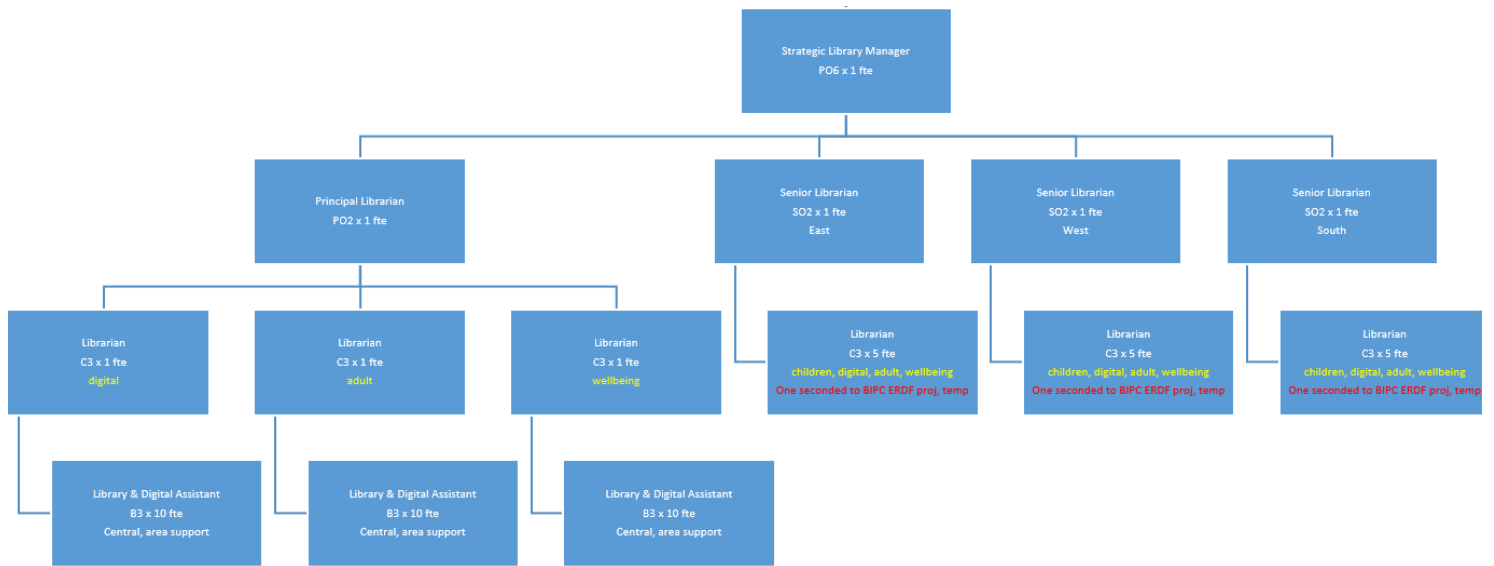 Strategic Library Manager
PO6 x 1 fte
Principal Librarian
PO2 x 1 fte
Senior Librarian
SO2 x 1 fte
East
Senior Librarian
SO2 x 1 fte
West
Senior Librarian
SO2 x 1 fte
South
Librarian
C3 x 1 fte
digital
Librarian
C3 x 1 fte
adult
Librarian
C3 x 1 fte
wellbeing
Librarian
C3 x 5 fte
children, digital, adult, wellbeing
One seconded to BIPC ERDF proj, temp
Librarian
C3 x 5 fte
children, digital, adult, wellbeing
One seconded to BIPC ERDF proj, temp
Librarian
C3 x 5 fte
children, digital, adult, wellbeing
One seconded to BIPC ERDF proj, temp
Library & Digital Assistant
B3 x 10 fte
Central, area support
Library & Digital Assistant
B3 x 10 fte
Central, area support
Library & Digital Assistant
B3 x 10 fte
Central, area support